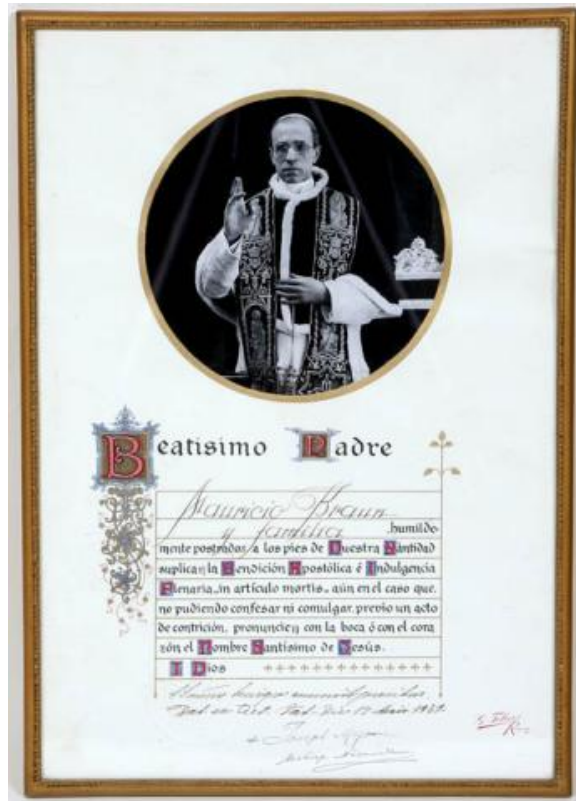 Beatisimo Padre
Mauricio Kraun
y familia humilde
mente postrados, a los pies de Vuestra Santidad
suplican la Bendición Apostólica é Indulgencia
Plenaria "in artículo mortis" aún en el caso que,
no pudiendo confesar ni comulgar, previo un acto
de contrición, pronuncien con la boca ó con el cora
zón el Nombre Santísimo de Jesús.
I Dios